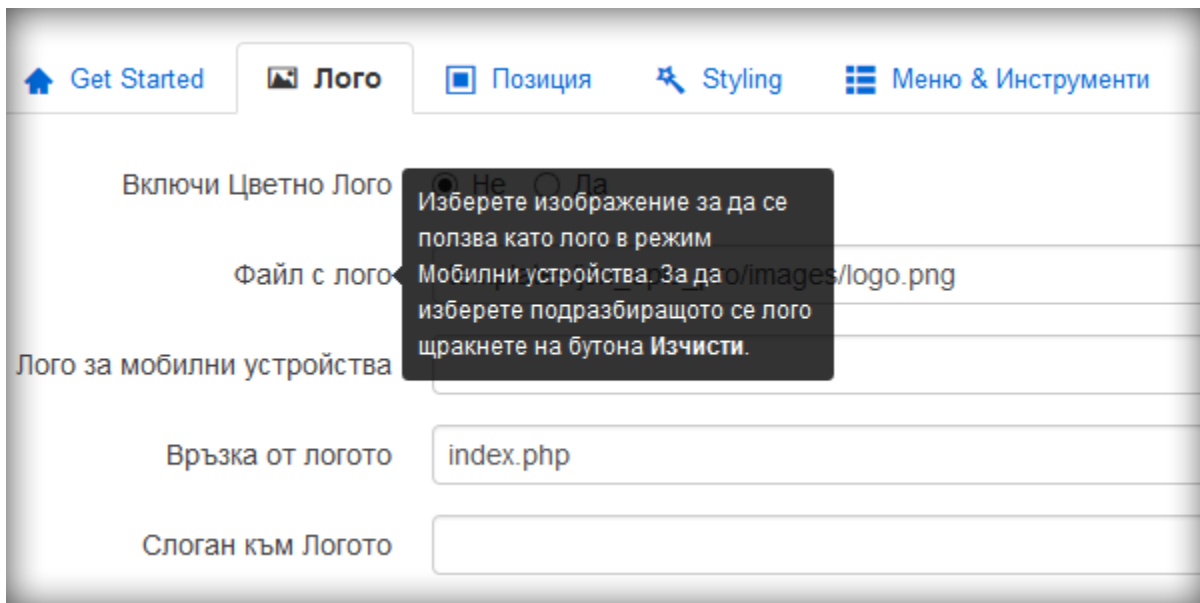 Get Started
Лого
Позиция
Styling
Меню & Инструменти
Включи Цветно Лого
Не
Да
Изберете изображение за да се
ползва като лого в режим
Мобилни устройства. За да
изберете подразбиращото се лого
щракнете на бутона Изчисти.
Файл с лого
/images/logo.png
Лого за мобилни устройства
Връзка от логото
index.php
Слоган към Логото